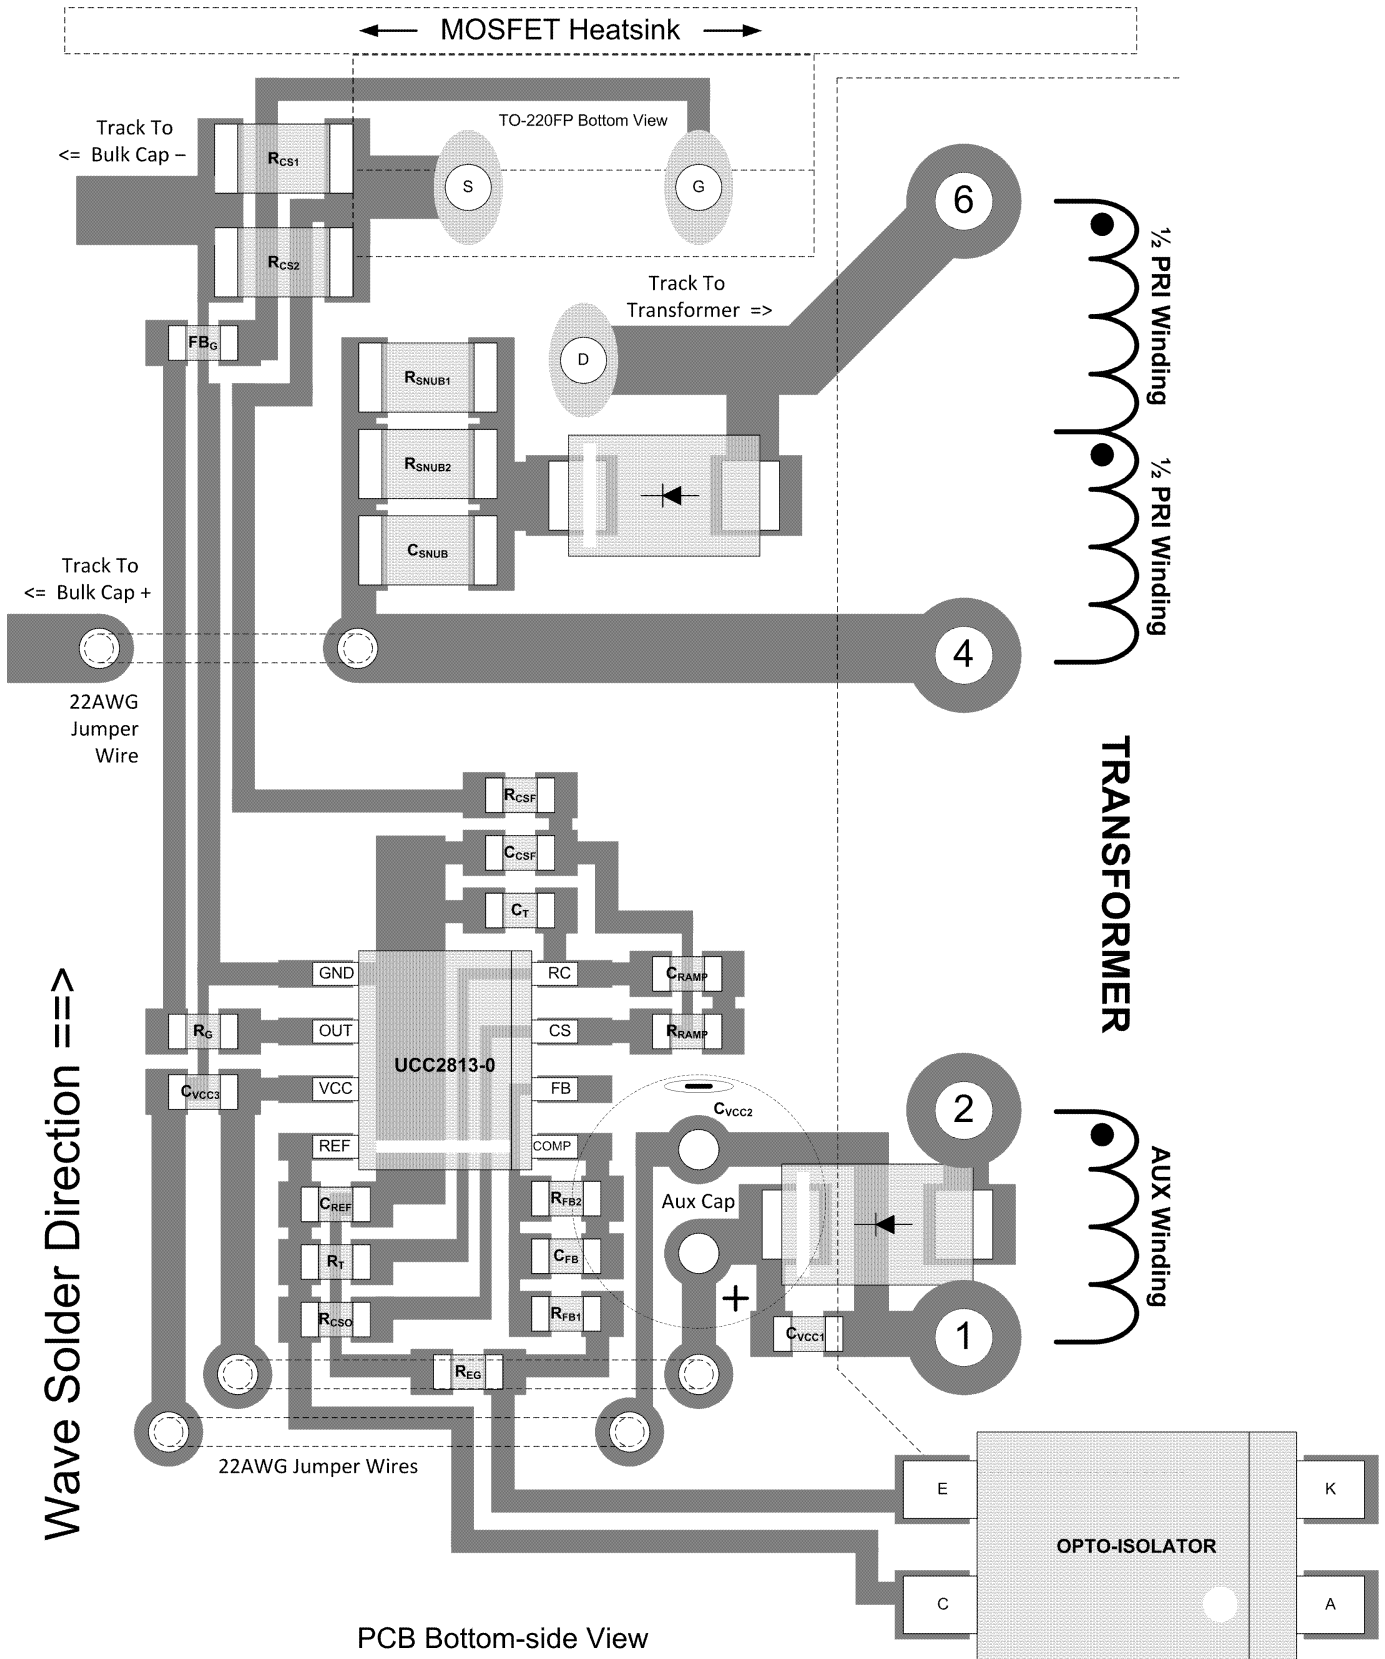 MOSFET Heatsink
TO-220FP Bottom View
Track To
<= Bulk Cap –
RCS1
S
G
6
½ PRI Winding
RCS2
Track To
Transformer =>
FBG
D
RSNUB1
RSNUB2
½ PRI Winding
CSNUB
Track To
<= Bulk Cap +
4
22AWG
Jumper
Wire
TRANSFORMER
RCSF
CCSF
CT
GND
RC
CRAMP
RG
OUT
CS
RRAMP
UCC2813-0
CVCC3
VCC
FB
–
CVCC2
2
REF
COMP
AUX Winding
CREF
RFB2
Aux Cap
RT
CFB
+
RCSO
RFB1
CVCC1
1
REG
22AWG Jumper Wires
Wave Solder Direction ==>
E
K
OPTO-ISOLATOR
C
A
PCB Bottom-side View